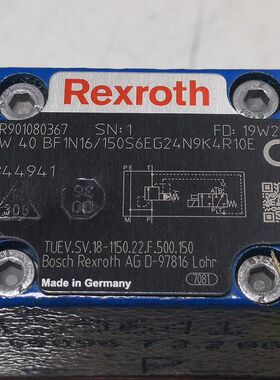 Rexroth
R901080367 SN: 1 FD: 19W2
W 40 BF1N16/150S6EG24N9K4R10E
44941
306
TUEV.SV.18-1150.22.F.500.150
Bosch Rexroth AG D-97816 Lohr
Made in Germany
7081